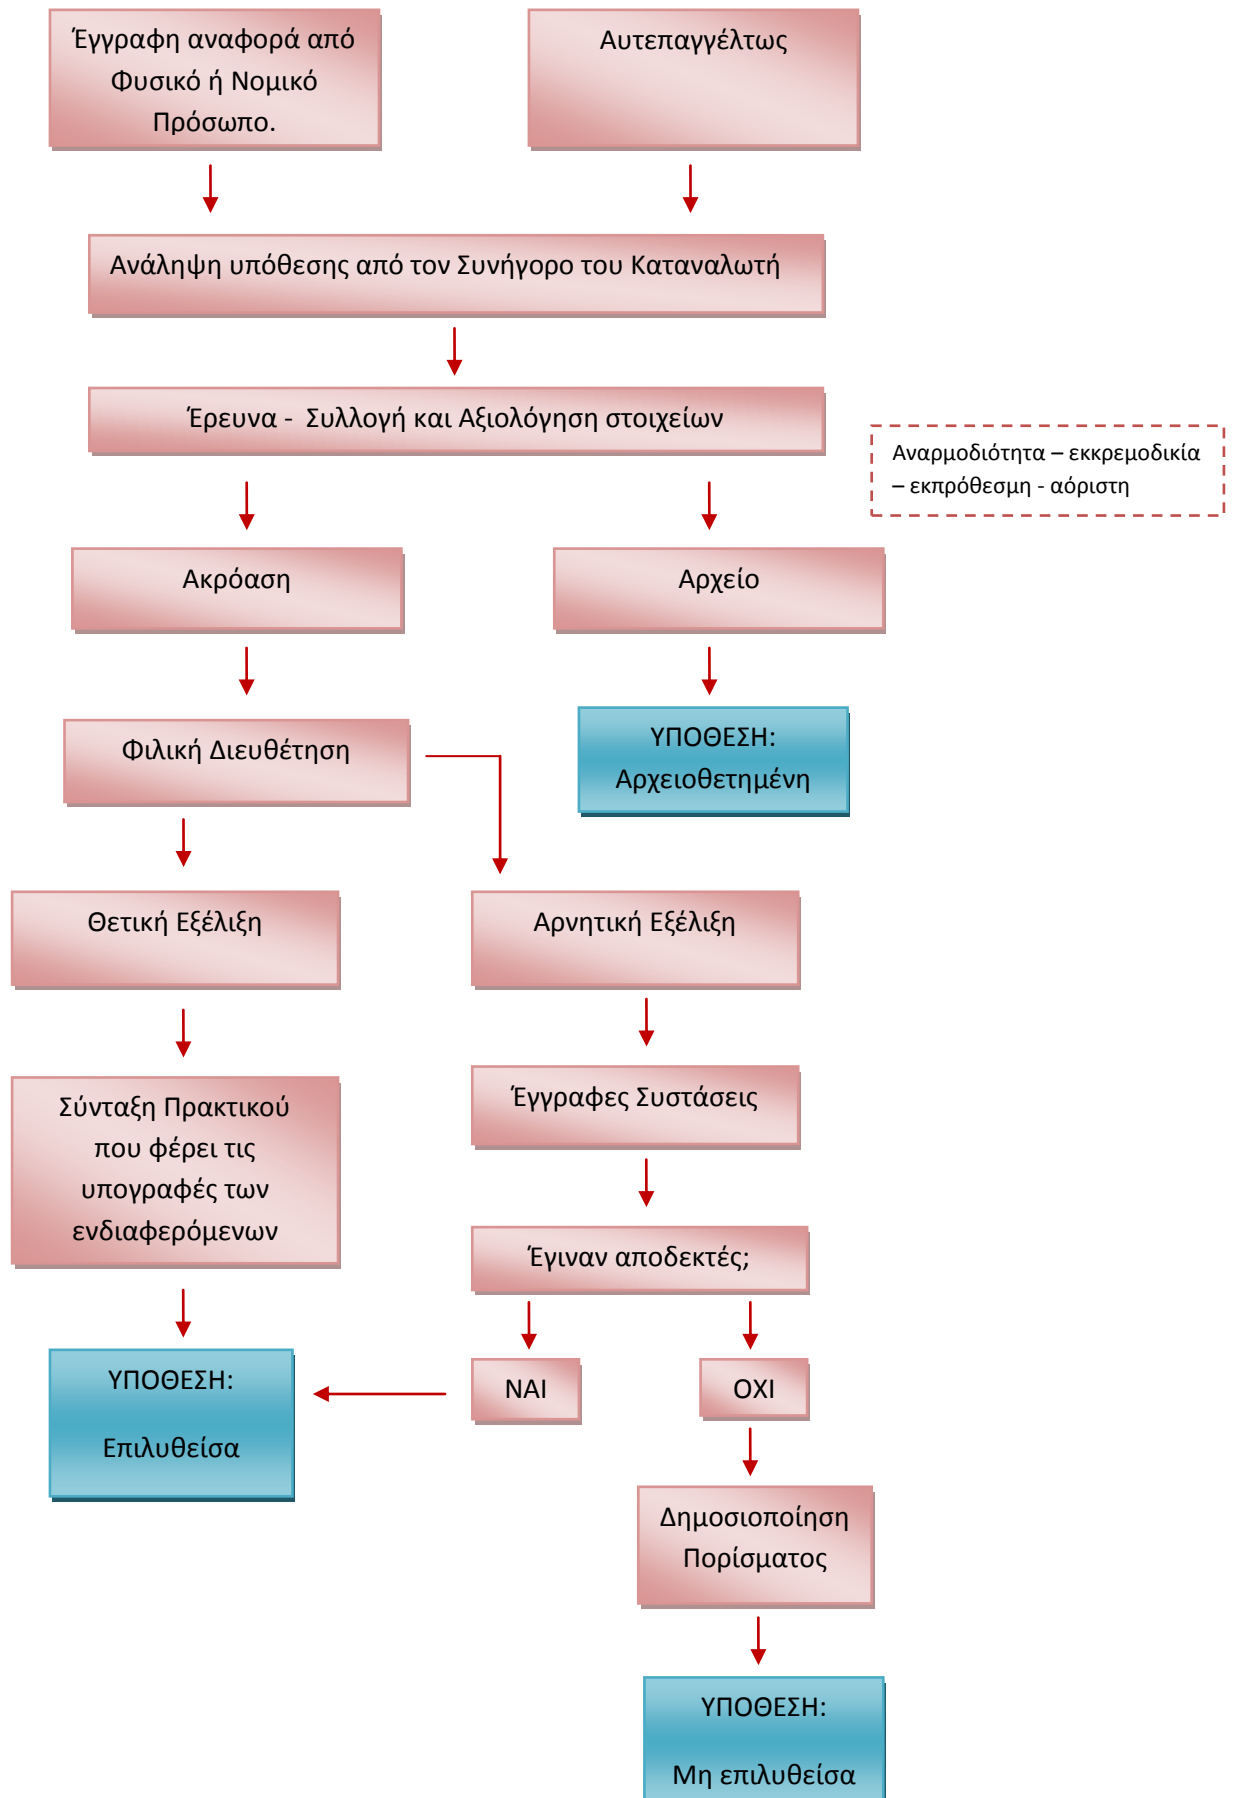 Έγγραφη αναφορά από
Φυσικό ή Νομικό
Πρόσωπο.
Αυτεπαγγέλτως
Ανάληψη υπόθεσης από τον Συνήγορο του Καταναλωτή
Έρευνα - Συλλογή και Αξιολόγηση στοιχείων
Αναρμοδιότητα – εκκρεμοδικία
– εκπρόθεσμη - αόριστη
Ακρόαση
Αρχείο
Φιλική Διευθέτηση
ΥΠΟΘΕΣΗ:
Αρχειοθετημένη
Θετική Εξέλιξη
Αρνητική Εξέλιξη
Σύνταξη Πρακτικού
που φέρει τις
υπογραφές των
ενδιαφερόμενων
Έγγραφες Συστάσεις
Έγιναν αποδεκτές;
ΥΠΟΘΕΣΗ:
Επιλυθείσα
ΝΑΙ
ΟΧΙ
Δημοσιοποίηση
Πορίσματος
ΥΠΟΘΕΣΗ:
Μη επιλυθείσα